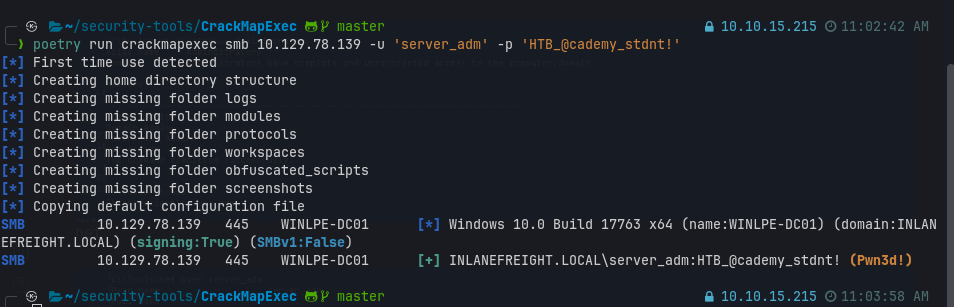 ~/security-tools/CrackMapExec master 10.10.15.215 11:02:42 AM
❯ poetry run crackmapexec smb 10.129.78.139 -u 'server_adm' -p 'HTB_@cademy_stdnt!'
[*] First time use detected
[*] Creating home directory structure
[*] Creating missing folder logs
[*] Creating missing folder modules
[*] Creating missing folder protocols
[*] Creating missing folder workspaces
[*] Creating missing folder obfuscated_scripts
[*] Creating missing folder screenshots
[*] Copying default configuration file
SMB 10.129.78.139 445 WINLPE-DC01 [*] Windows 10.0 Build 17763 x64 (name:WINLPE-DC01) (domain:INLAN
EFREIGHT.LOCAL) (signing:True) (SMBv1:False)
SMB 10.129.78.139 445 WINLPE-DC01 [+] INLANEFREIGHT.LOCAL\server_adm:HTB_@cademy_stdnt! (Pwn3d!)
~/security-tools/CrackMapExec master 10.10.15.215 11:03:58 AM